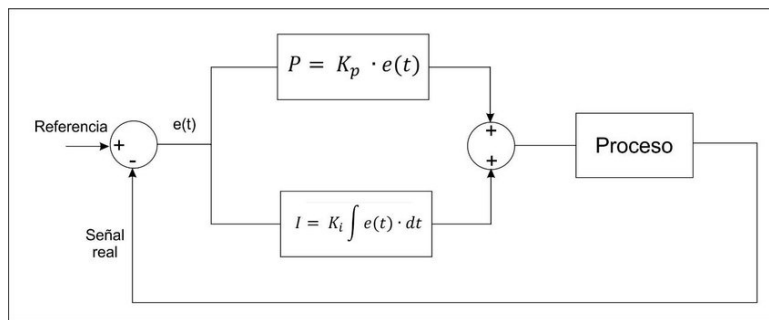 P = K_p · e(t)
Referencia
e(t)
+
-
+
+
Proceso
I = K_i ∫ e(t) · dt
Señal
real